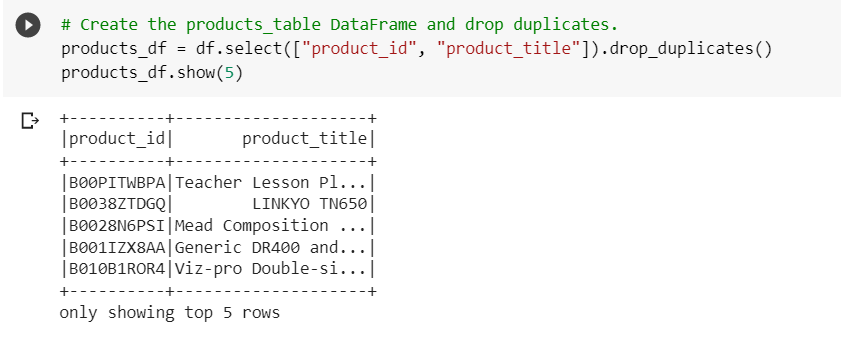 # Create the products_table DataFrame and drop duplicates.
products_df = df.select(["product_id", "product_title"]).drop_duplicates()
products_df.show(5)
+----------+--------------------+
|product_id|       product_title|
+----------+--------------------+
|B00PITWBPA|Teacher Lesson Pl...|
|B0038ZTDGQ|        LINKYO TN650|
|B0028N6PSI|Mead Composition ...|
|B001IZX8AA|Generic DR400 and...|
|B010B1ROR4|Viz-pro Double-si...|
+----------+--------------------+
only showing top 5 rows